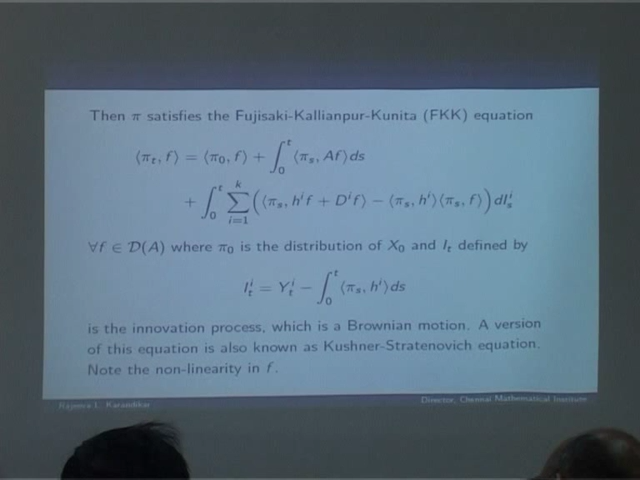 Then π satisfies the Fujisaki-Kallianpur-Kunita (FKK) equation
⟨π_t, f⟩ = ⟨π_0, f⟩ + ∫_0^t ⟨π_s, Af⟩ds
+ ∫_0^t ∑_{i=1}^k (⟨π_s, h^i f + D^i f⟩ − ⟨π_s, h^i⟩⟨π_s, f⟩) dI_s^i
∀f ∈ D(A) where π_0 is the distribution of X_0 and I_t defined by
I_t^i = Y_t^i − ∫_0^t ⟨π_s, h^i⟩ds
is the innovation process, which is a Brownian motion. A version
of this equation is also known as Kushner-Stratenovich equation.
Note the non-linearity in f.
Rajeeva L. Karandikar Director, Chennai Mathematical Institute